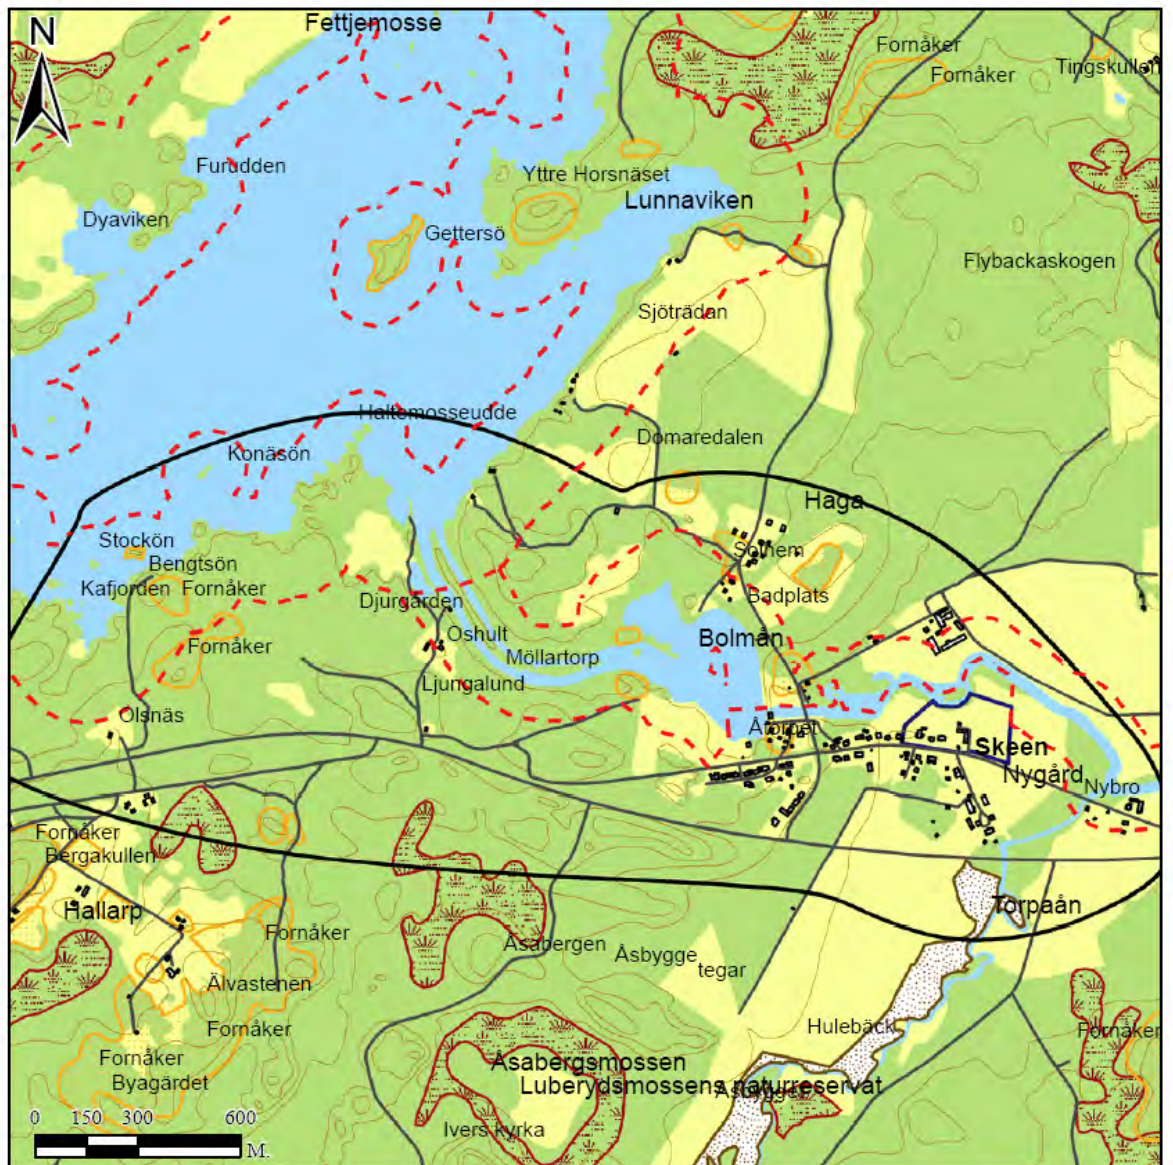 Fettjemosse
N
Fornåker
Fornåker
Tingskullen
Furudden
Yttre Horsnäset
Lunnaviken
Dyaviken
Gettersö
Flybackaskogen
Sjöträdan
Haltemosseudde
Domaredalen
Konäsön
Haga
Stockön
Solhem
Bengtsön
Kafjorden
Fornåker
Badplats
Djurgården
Oshult
Bolmån
Fornåker
Möllartorp
Ljungalund
Olsnäs
Åtorpet
Skeen
Nygård
Nybro
Fornåker
Bergakullen
Hallarp
Torpaån
Fornåker
Åsabergen
Åsbygge
tegar
Älvastenen
Fornåker
Hulebäck
Fornåker
Fornåker
Byagärdet
Åsabergsmossen
Luberydsmossens naturreservat
Ivers kyrka
0 150 300 600
M.